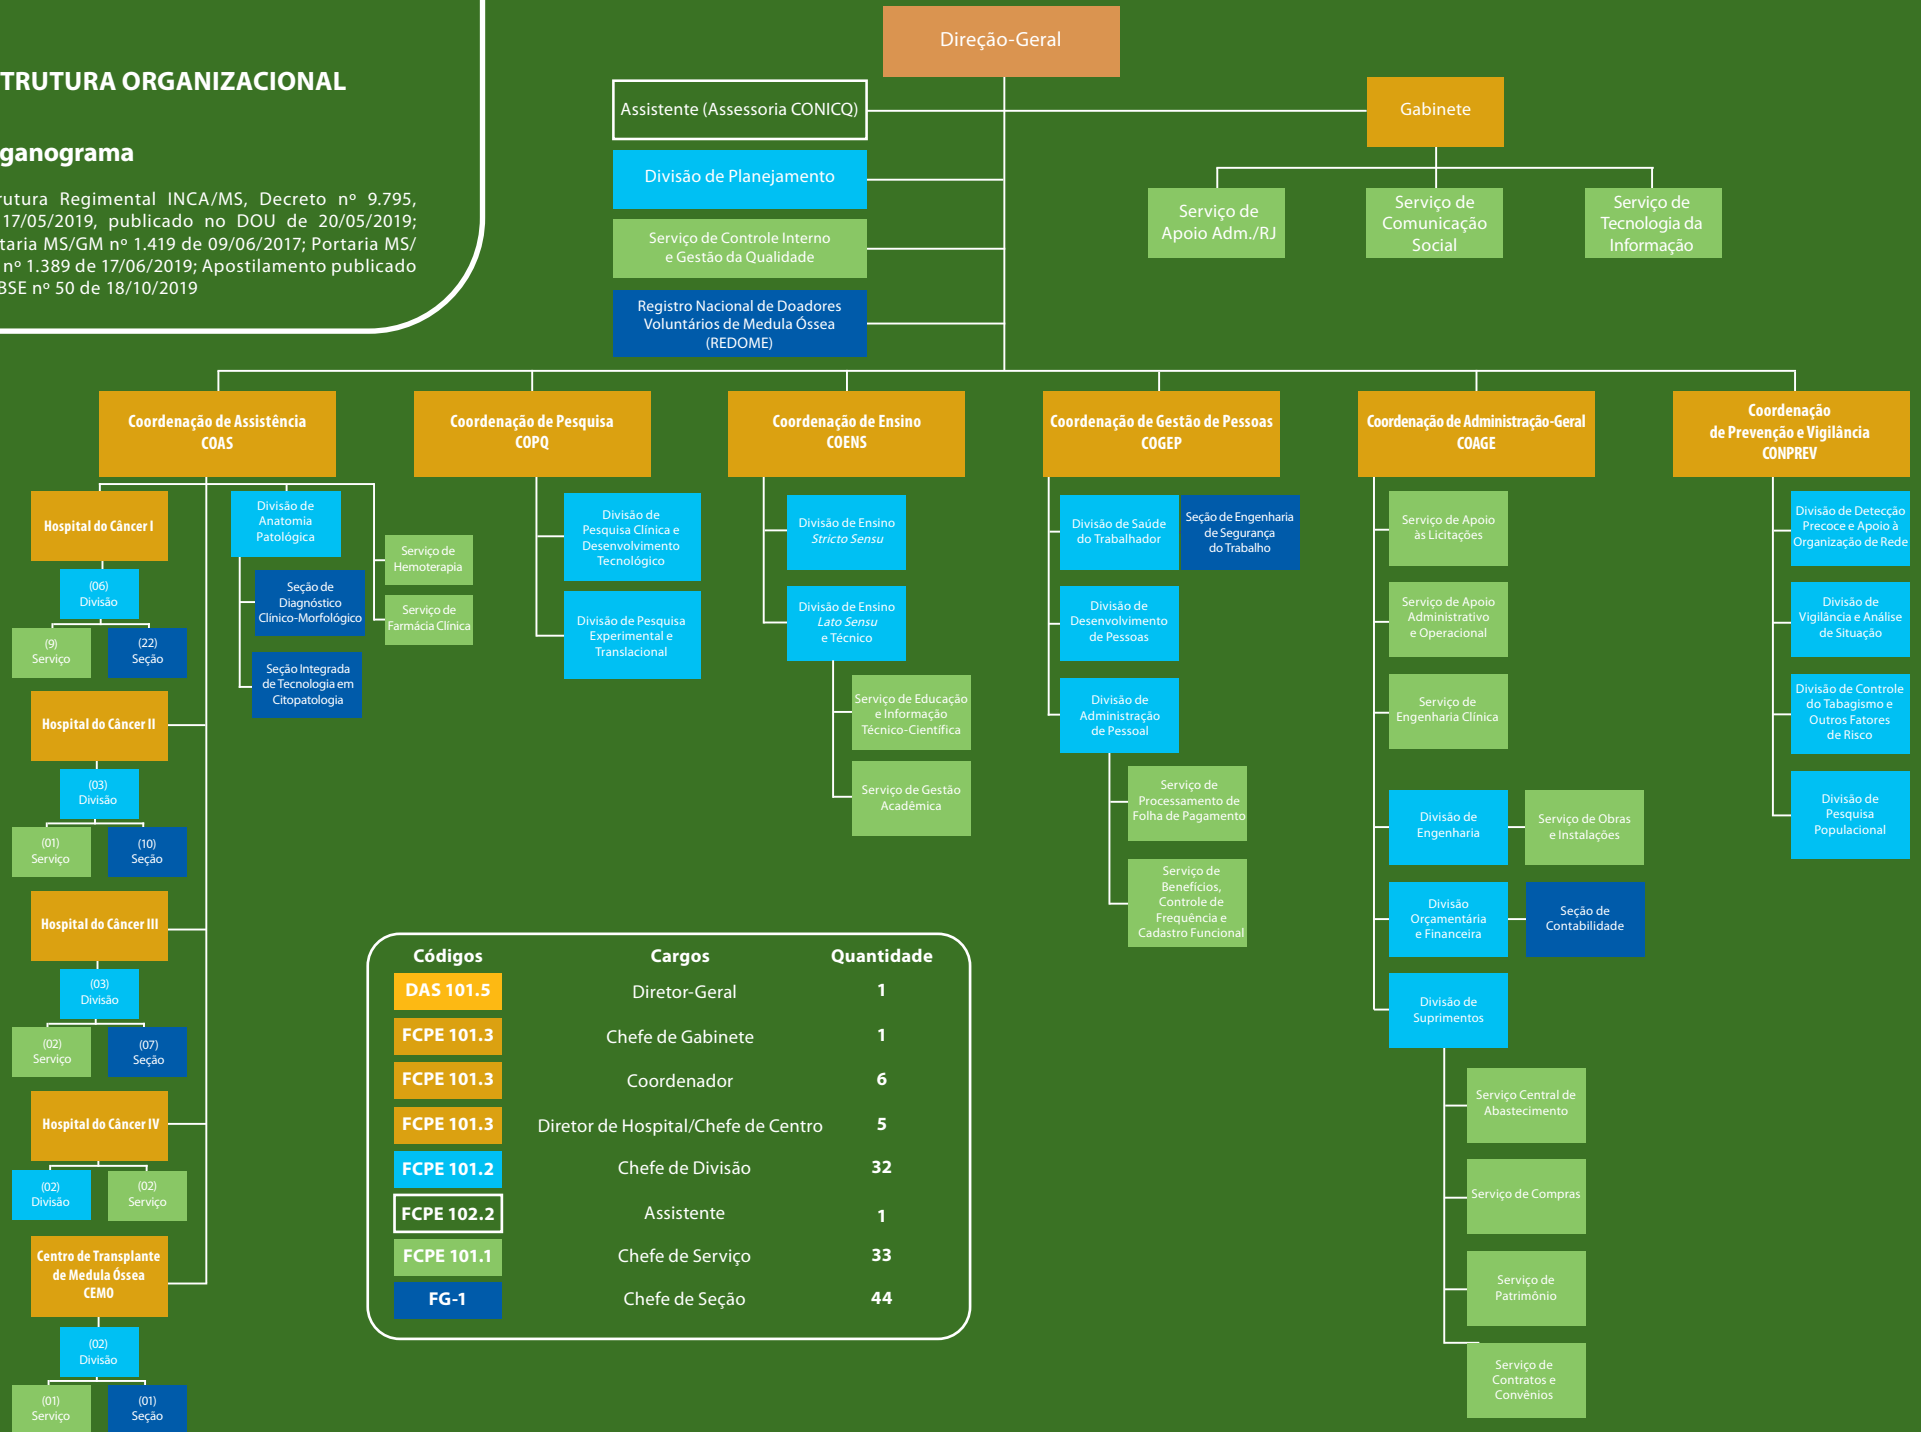 TRUTURA ORGANIZACIONAL
ganograma
rutura Regimental INCA/MS, Decreto nº 9.795,
17/05/2019, publicado no DOU de 20/05/2019;
taria MS/GM nº 1.419 de 09/06/2017; Portaria MS/
nº 1.389 de 17/06/2019; Apostilamento publicado
BSE nº 50 de 18/10/2019
Direção-Geral
Assistente (Assessoria CONICQ)
Gabinete
Divisão de Planejamento
Serviço de Controle Interno
e Gestão da Qualidade
Registro Nacional de Doadores
Voluntários de Medula Óssea
(REDOME)
Serviço de
Apoio Adm./RJ
Serviço de
Comunicação
Social
Serviço de
Tecnologia da
Informação
Coordenação de Assistência
COAS
Coordenação de Pesquisa
COPQ
Coordenação de Ensino
COENS
Coordenação de Gestão de Pessoas
COGEP
Coordenação de Administração-Geral
COAGE
Coordenação
de Prevenção e Vigilância
CONPREV
Hospital do Câncer I
(06)
Divisão
(9)
Serviço
(22)
Seção
Hospital do Câncer II
(03)
Divisão
(01)
Serviço
(10)
Seção
Hospital do Câncer III
(03)
Divisão
(02)
Serviço
(07)
Seção
Hospital do Câncer IV
(02)
Divisão
(02)
Serviço
Centro de Transplante
de Medula Óssea
CEMO
(02)
Divisão
(01)
Serviço
(01)
Seção
Divisão de
Anatomia
Patológica
Seção de
Diagnóstico
Clínico-Morfológico
Seção Integrada
de Tecnologia em
Citopatologia
Serviço de
Hemoterapia
Serviço de
Farmácia Clínica
Divisão de
Pesquisa Clínica e
Desenvolvimento
Tecnológico
Divisão de Pesquisa
Experimental e
Translacional
Divisão de Ensino
Stricto Sensu
Divisão de Ensino
Lato Sensu
e Técnico
Serviço de Educação
e Informação
Técnico-Científica
Serviço de Gestão
Acadêmica
Divisão de Saúde
do Trabalhador
Seção de Engenharia
de Segurança
do Trabalho
Divisão de
Desenvolvimento
de Pessoas
Divisão de
Administração
de Pessoal
Serviço de
Processamento de
Folha de Pagamento
Serviço de
Benefícios,
Controle de
Frequência e
Cadastro Funcional
Serviço de Apoio
às Licitações
Serviço de Apoio
Administrativo
e Operacional
Serviço de
Engenharia Clínica
Divisão de
Engenharia
Serviço de Obras
e Instalações
Divisão
Orçamentária
e Financeira
Seção de
Contabilidade
Divisão de
Suprimentos
Serviço Central de
Abastecimento
Serviço de Compras
Serviço de
Patrimônio
Serviço de
Contratos e
Convênios
Divisão de Detecção
Precoce e Apoio à
Organização de Rede
Divisão de
Vigilância e Análise
de Situação
Divisão de Controle
do Tabagismo e
Outros Fatores
de Risco
Divisão de
Pesquisa
Populacional
Códigos Cargos Quantidade
DAS 101.5 Diretor-Geral 1
FCPE 101.3 Chefe de Gabinete 1
FCPE 101.3 Coordenador 6
FCPE 101.3 Diretor de Hospital/Chefe de Centro 5
FCPE 101.2 Chefe de Divisão 32
FCPE 102.2 Assistente 1
FCPE 101.1 Chefe de Serviço 33
FG-1 Chefe de Seção 44